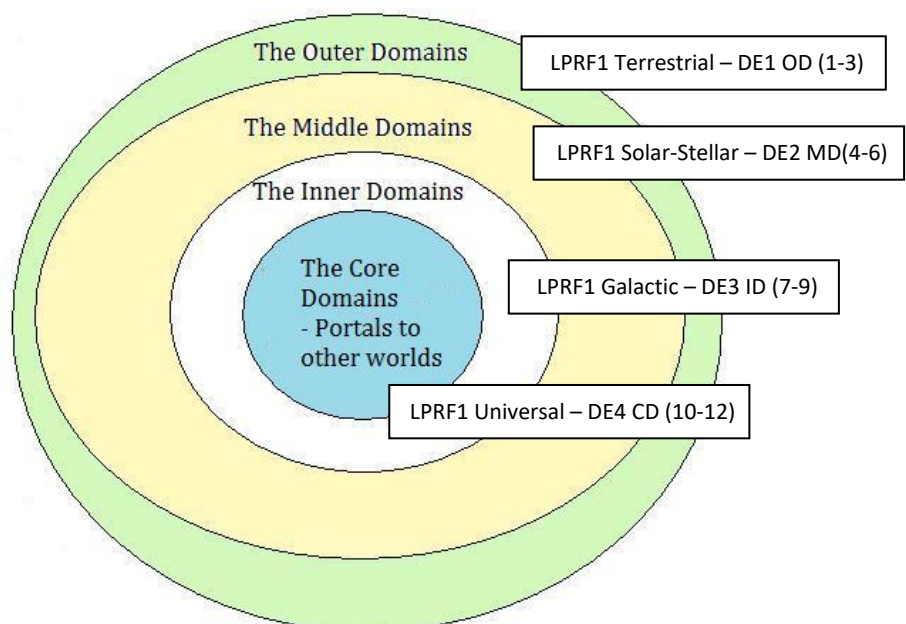 The Outer Domains
LPRF1 Terrestrial – DE1 OD (1-3)
The Middle Domains
LPRF1 Solar-Stellar – DE2 MD(4-6)
The Inner Domains
The Core
Domains
- Portals to
other worlds
LPRF1 Galactic – DE3 ID (7-9)
LPRF1 Universal – DE4 CD (10-12)